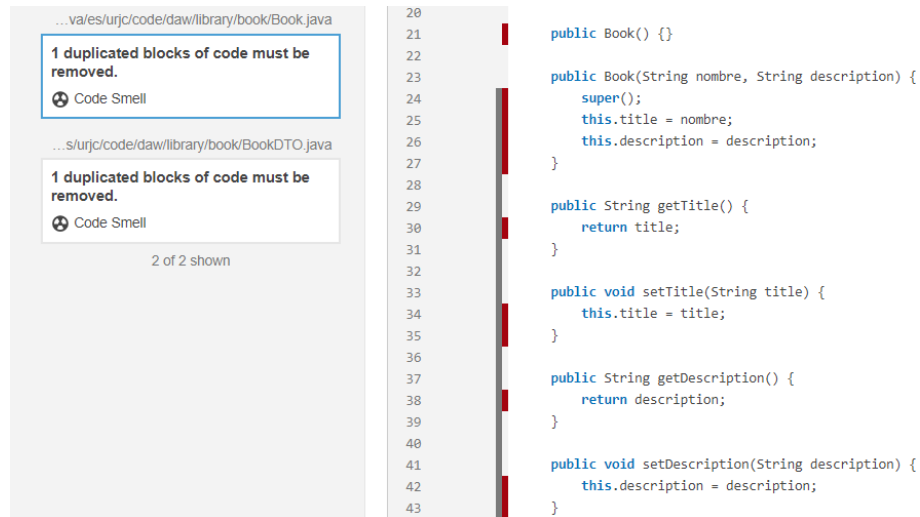 …va/es/urjc/code/daw/library/book/Book.java
1 duplicated blocks of code must be
removed.
Code Smell
…s/urjc/code/daw/library/book/BookDTO.java
1 duplicated blocks of code must be
removed.
Code Smell
2 of 2 shown
20
21 public Book() {}
22
23 public Book(String nombre, String description) {
24 super();
25 this.title = nombre;
26 this.description = description;
27 }
28
29 public String getTitle() {
30 return title;
31 }
32
33 public void setTitle(String title) {
34 this.title = title;
35 }
36
37 public String getDescription() {
38 return description;
39 }
40
41 public void setDescription(String description) {
42 this.description = description;
43 }